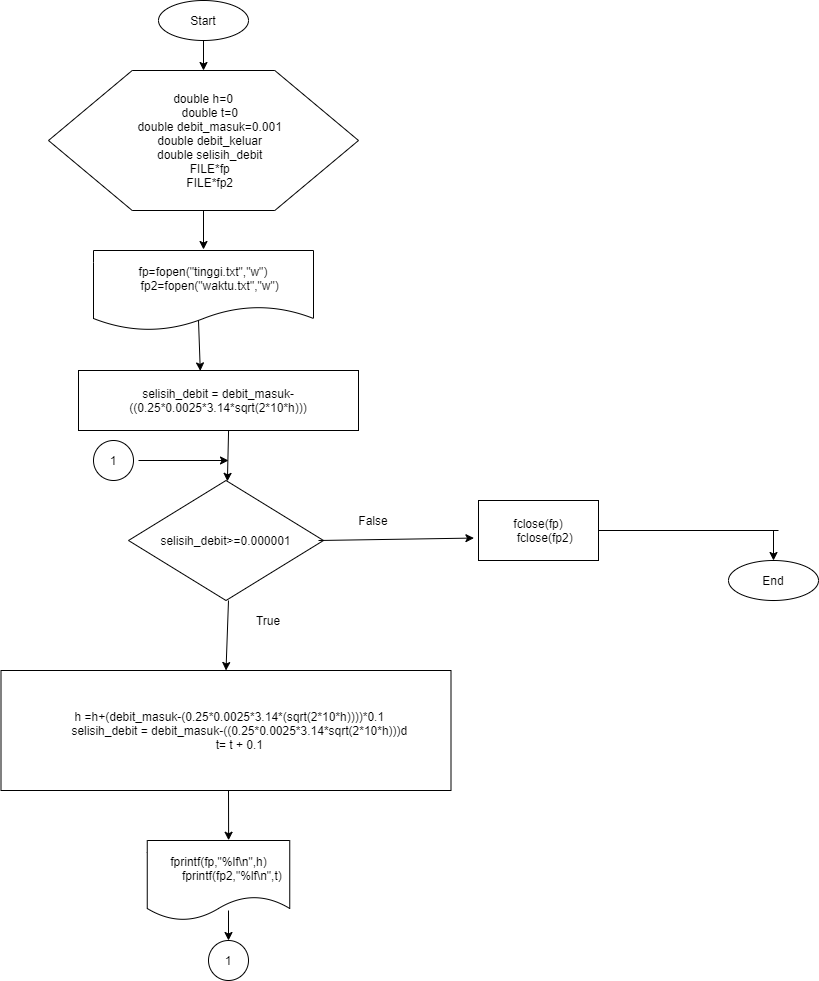 Start
double h=0
double t=0
double debit_masuk=0.001
double debit_keluar
double selisih_debit
FILE*fp
FILE*fp2
fp=fopen("tinggi.txt","w")
fp2=fopen("waktu.txt","w")
selisih_debit = debit_masuk-
((0.25*0.0025*3.14*sqrt(2*10*h)))
1
selisih_debit>=0.000001
False
fclose(fp)
fclose(fp2)
End
True
h =h+(debit_masuk-(0.25*0.0025*3.14*(sqrt(2*10*h))))*0.1
selisih_debit = debit_masuk-((0.25*0.0025*3.14*sqrt(2*10*h)))d
t= t + 0.1
fprintf(fp,"%lf\n",h)
fprintf(fp2,"%lf\n",t)
1